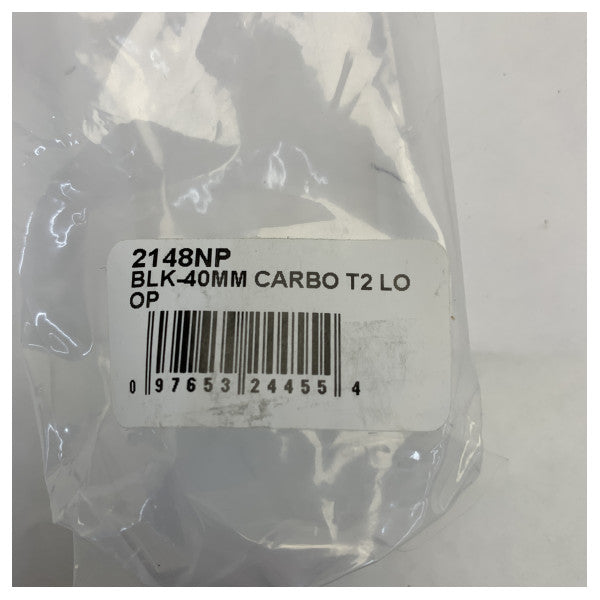 2148NP
BLK-40MM CARBO T2 LO
OP
0 97653 24455 4